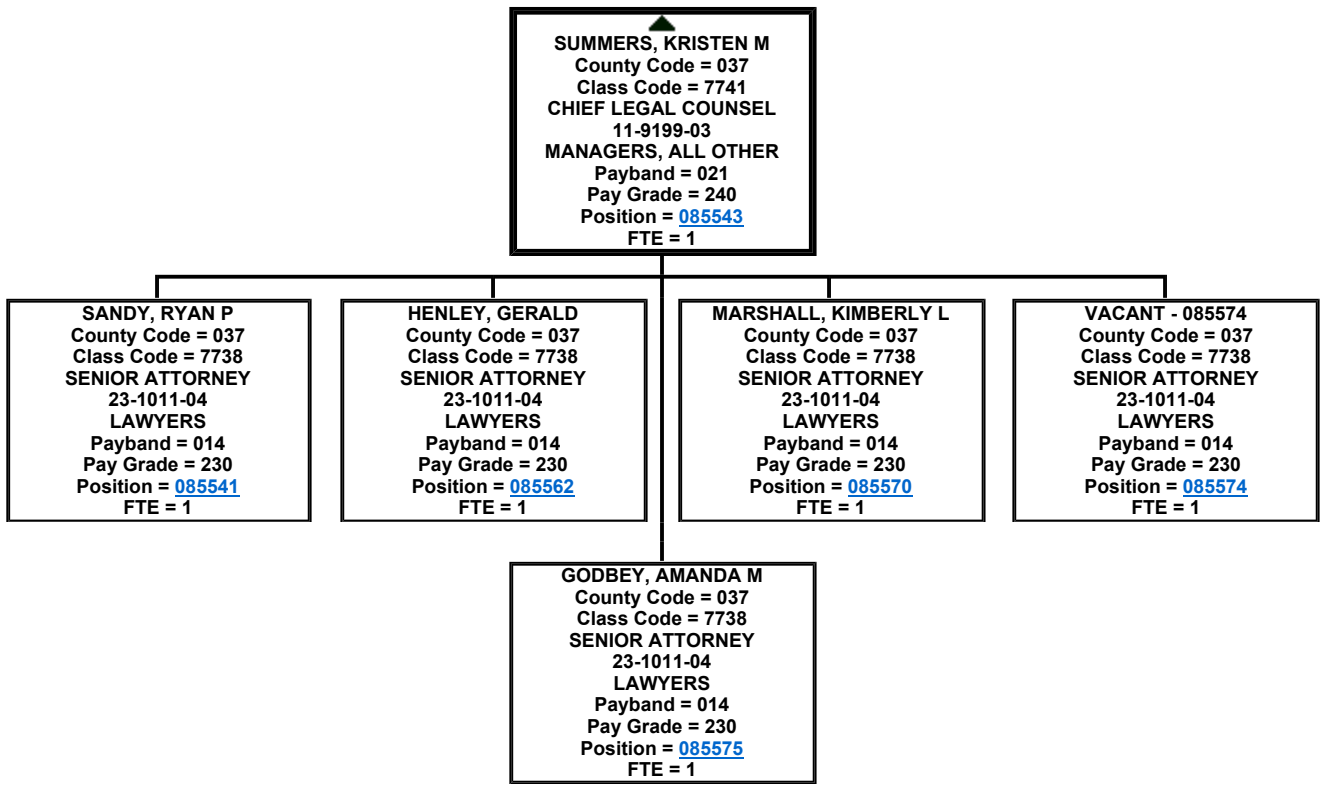 SUMMERS, KRISTEN M
County Code = 037
Class Code = 7741
CHIEF LEGAL COUNSEL
11-9199-03
MANAGERS, ALL OTHER
Payband = 021
Pay Grade = 240
Position = 085543
FTE = 1
SANDY, RYAN P
County Code = 037
Class Code = 7738
SENIOR ATTORNEY
23-1011-04
LAWYERS
Payband = 014
Pay Grade = 230
Position = 085541
FTE = 1
HENLEY, GERALD
County Code = 037
Class Code = 7738
SENIOR ATTORNEY
23-1011-04
LAWYERS
Payband = 014
Pay Grade = 230
Position = 085562
FTE = 1
MARSHALL, KIMBERLY L
County Code = 037
Class Code = 7738
SENIOR ATTORNEY
23-1011-04
LAWYERS
Payband = 014
Pay Grade = 230
Position = 085570
FTE = 1
VACANT - 085574
County Code = 037
Class Code = 7738
SENIOR ATTORNEY
23-1011-04
LAWYERS
Payband = 014
Pay Grade = 230
Position = 085574
FTE = 1
GODBEY, AMANDA M
County Code = 037
Class Code = 7738
SENIOR ATTORNEY
23-1011-04
LAWYERS
Payband = 014
Pay Grade = 230
Position = 085575
FTE = 1